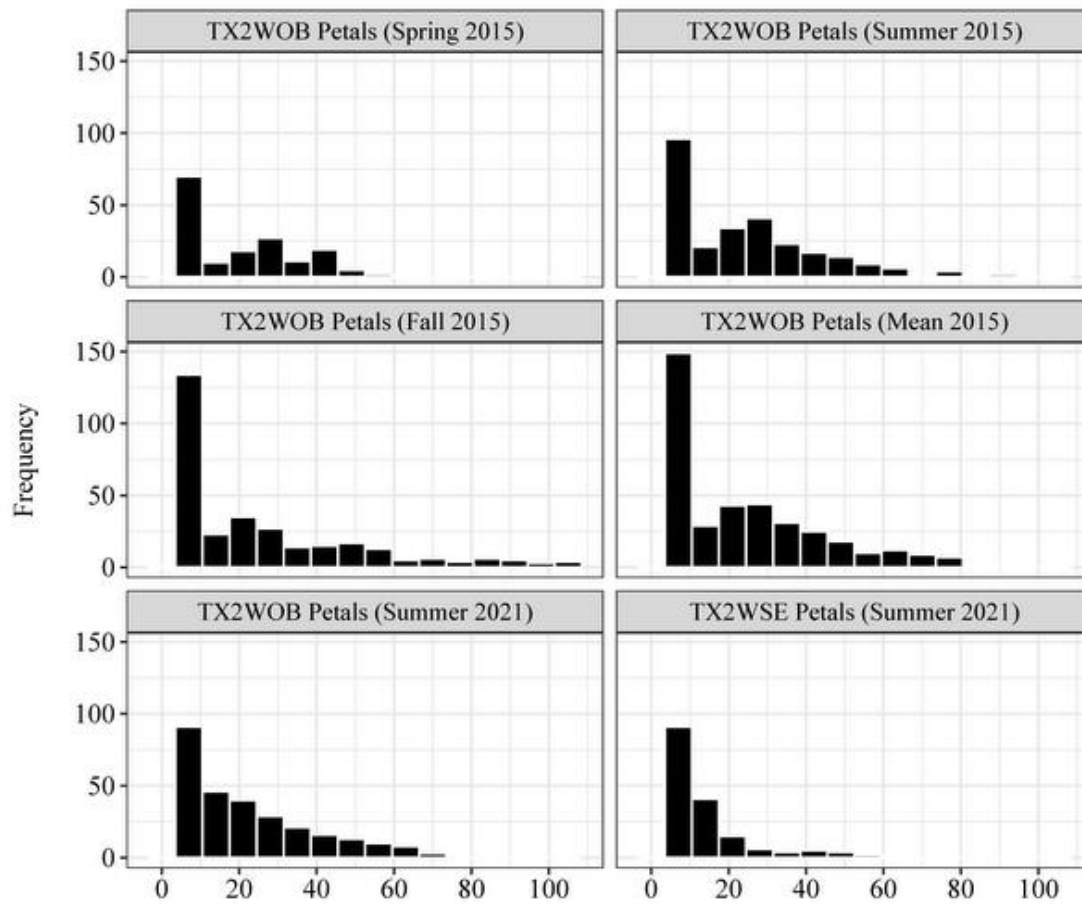 TX2WOB Petals (Spring 2015)
TX2WOB Petals (Summer 2015)
150
100
50
0
TX2WOB Petals (Fall 2015)
TX2WOB Petals (Mean 2015)
150
100
50
0
Frequency
TX2WOB Petals (Summer 2021)
TX2WSE Petals (Summer 2021)
150
100
50
0
0 20 40 60 80 100
0 20 40 60 80 100